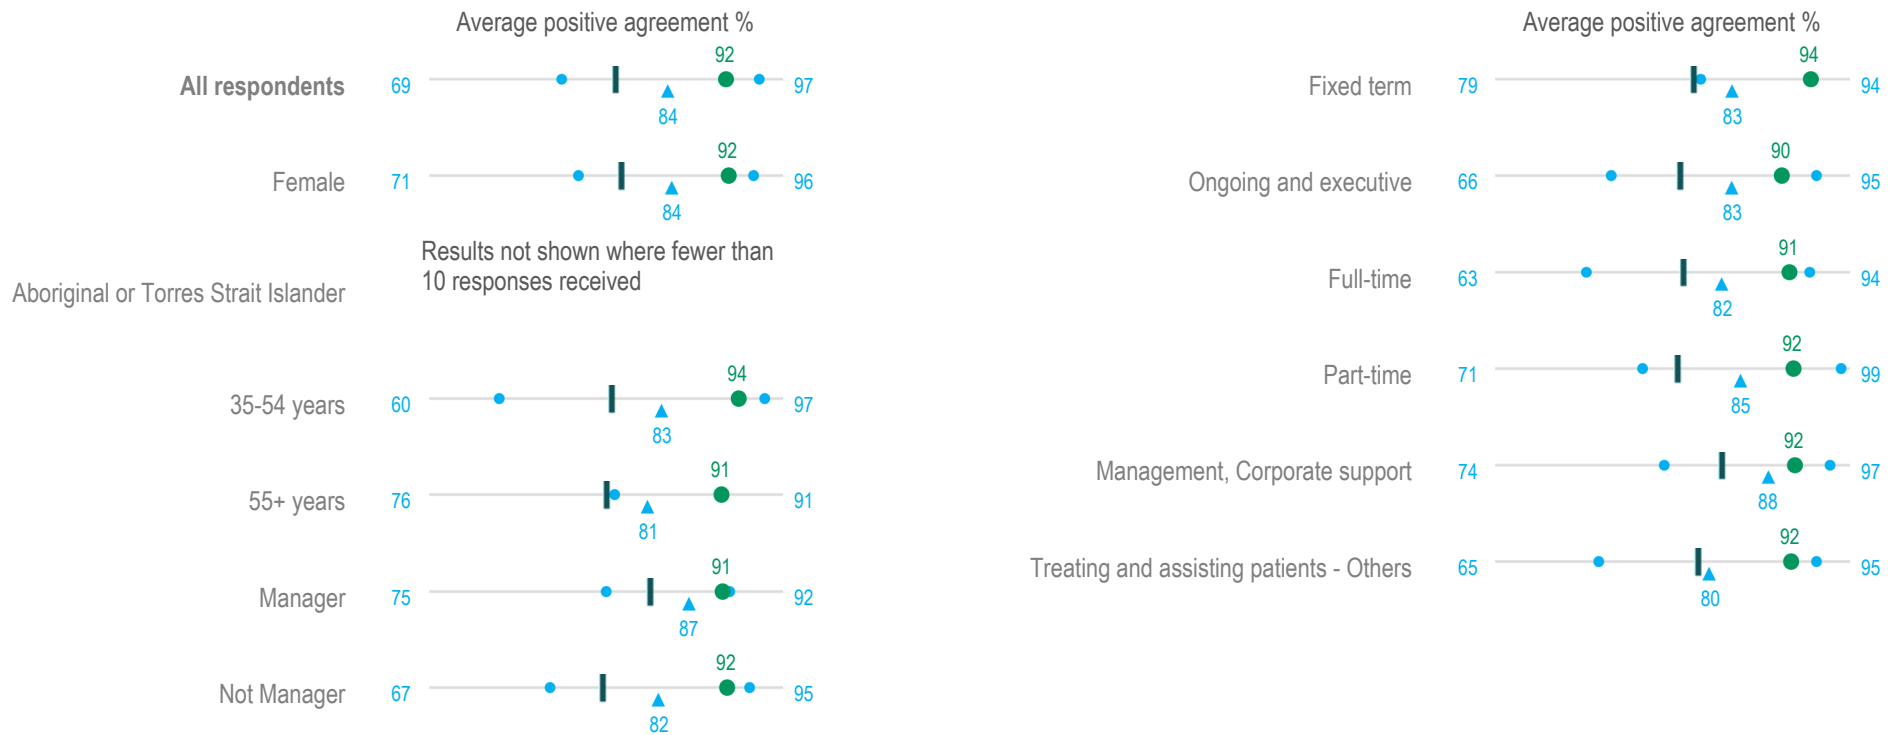 Average positive agreement %
92
All respondents
69
97
84
92
Female
71
96
84
Results not shown where fewer than
10 responses received
Aboriginal or Torres Strait Islander
94
35-54 years
60
97
83
91
55+ years
76
91
81
91
Manager
75
92
87
92
Not Manager
67
95
82
Average positive agreement %
94
Fixed term
79
94
83
90
Ongoing and executive
66
95
83
91
Full-time
63
94
82
92
Part-time
71
99
85
92
Management, Corporate support
74
97
88
92
Treating and assisting patients - Others
65
95
80